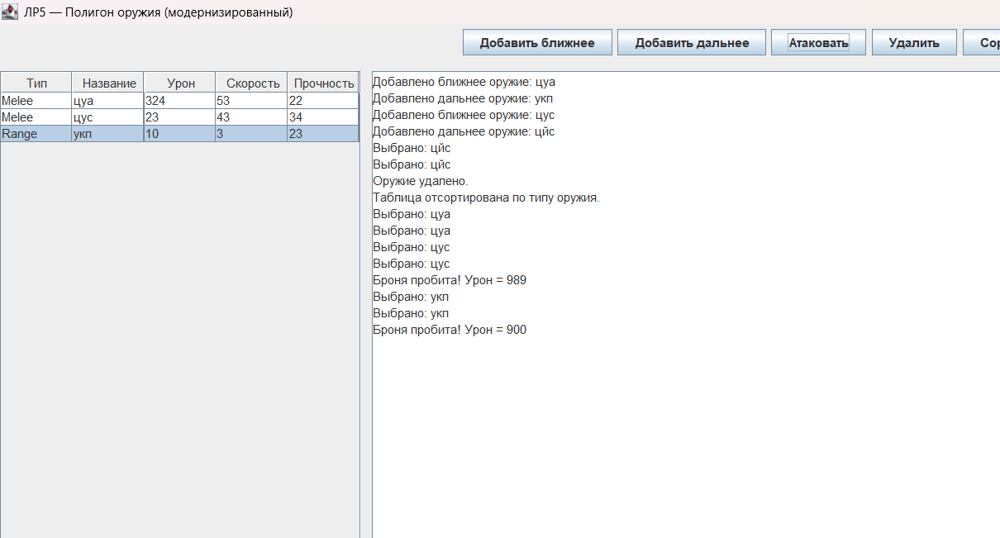 ЛР5 — Полигон оружия (модернизированный)
Добавить ближнее Добавить дальнее Атаковать Удалить Сор
Тип Название Урон Скорость Прочность
Melee цуа 324 53 22
Melee цус 23 43 34
Range укп 10 3 23
Добавлено ближнее оружие: цуа
Добавлено дальнее оружие: укп
Добавлено ближнее оружие: цус
Добавлено дальнее оружие: цйс
Выбрано: цйс
Выбрано: цйс
Оружие удалено.
Таблица отсортирована по типу оружия.
Выбрано: цуа
Выбрано: цуа
Выбрано: цус
Выбрано: цус
Броня пробита! Урон = 989
Выбрано: укп
Выбрано: укп
Броня пробита! Урон = 900